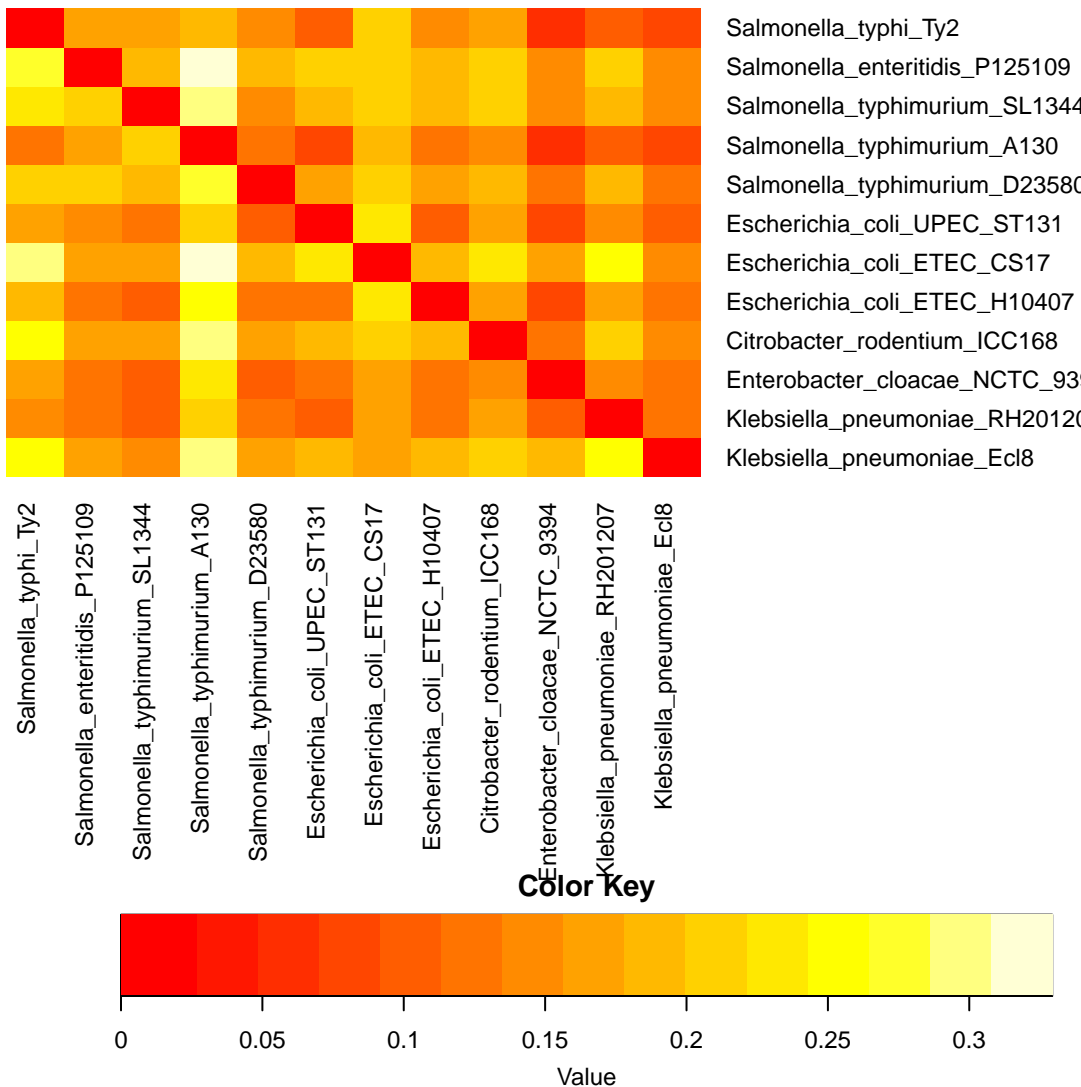 Salmonella_typhi_Ty2
Salmonella_enteritidis_P125109
Salmonella_typhimurium_SL1344
Salmonella_typhimurium_A130
Salmonella_typhimurium_D23580
Escherichia_coli_UPEC_ST131
Escherichia_coli_ETEC_CS17
Escherichia_coli_ETEC_H10407
Citrobacter_rodentium_ICC168
Enterobacter_cloacae_NCTC_939
Klebsiella_pneumoniae_RH20120
Klebsiella_pneumoniae_Ecl8
Salmonella_typhi_Ty2
Salmonella_enteritidis_P125109
Salmonella_typhimurium_SL1344
Salmonella_typhimurium_A130
Salmonella_typhimurium_D23580
Escherichia_coli_UPEC_ST131
Escherichia_coli_ETEC_CS17
Escherichia_coli_ETEC_H10407
Citrobacter_rodentium_ICC168
Enterobacter_cloacae_NCTC_9394
Klebsiella_pneumoniae_RH201207
Klebsiella_pneumoniae_Ecl8
Color Key
0 0.05 0.1 0.15 0.2 0.25 0.3
Value